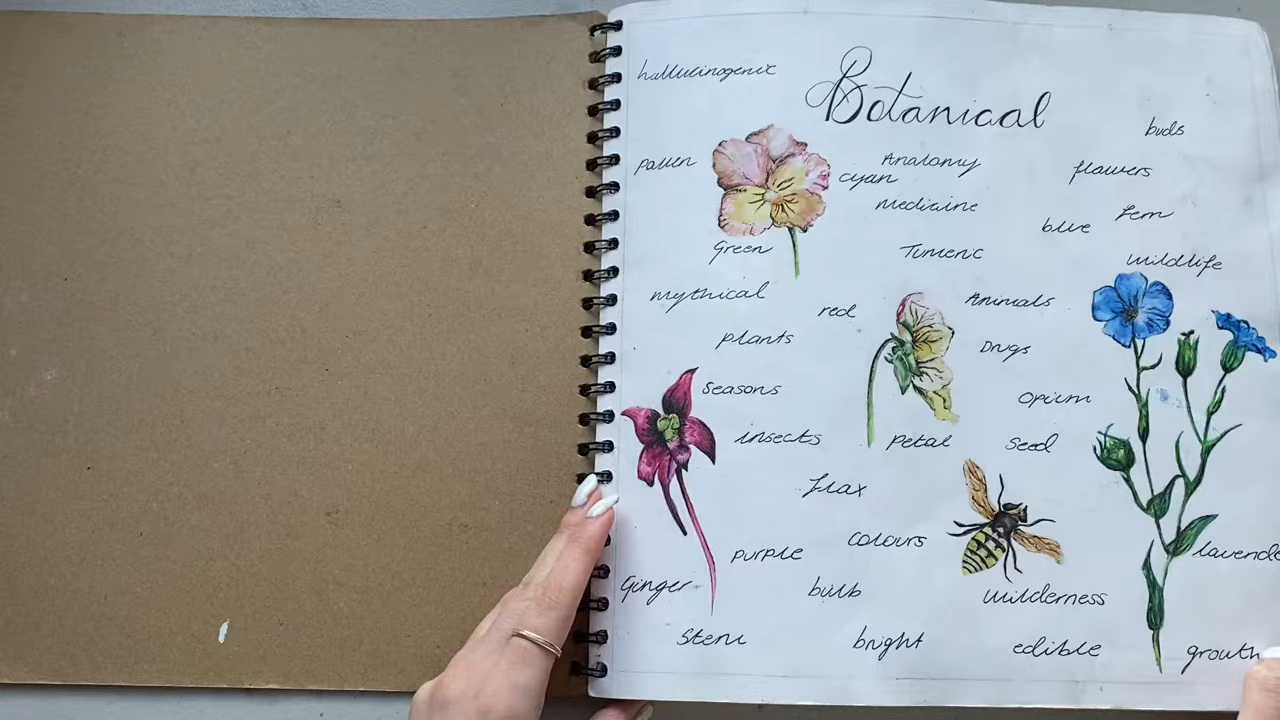 hallucinogenic
Botanical
buds
pollen
Anatomy
flowers
cyan
medicine
Fern
blue
Green
Tumeric
wildlife
mythical
red
Animals
plants
Drugs
Seasons
Opium
insects
Petal
Seed
flax
purple
colours
lavende
Ginger
bulb
wilderness
Stem
bright
edible
growth